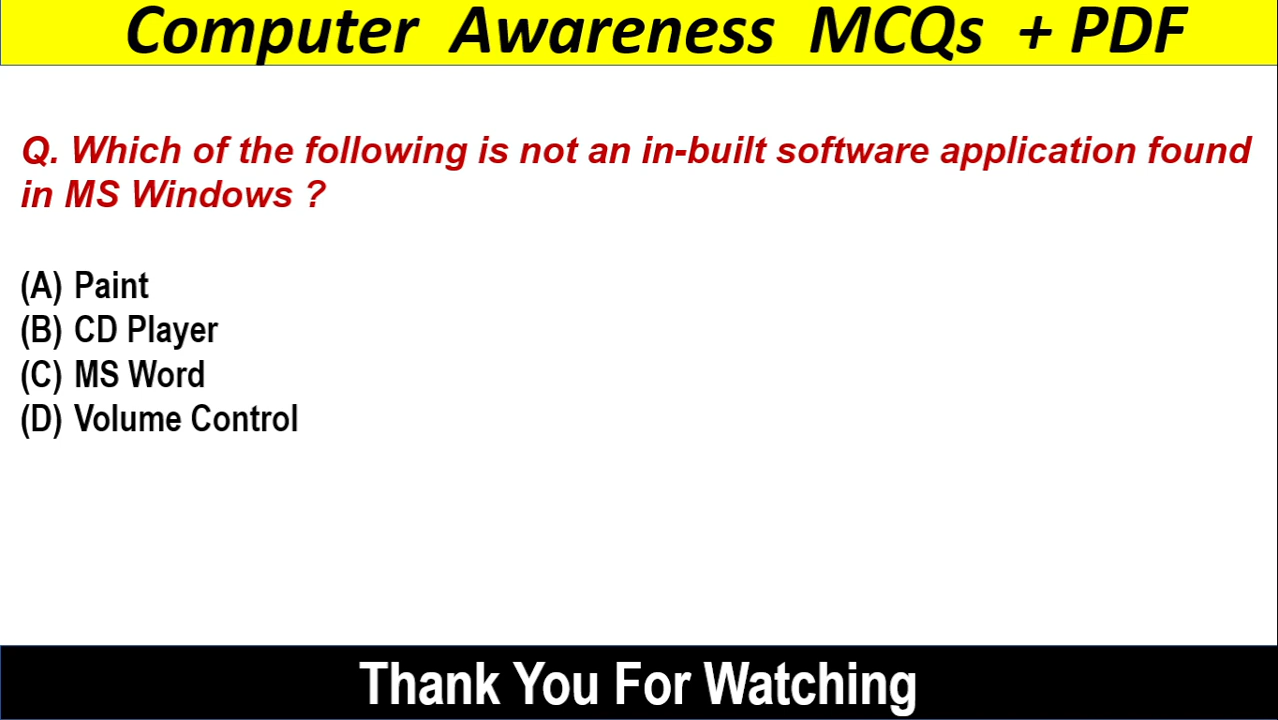 Computer Awareness MCQs + PDF
Q. Which of the following is not an in-built software application found
in MS Windows ?
(A) Paint
(B) CD Player
(C) MS Word
(D) Volume Control
Thank You For Watching